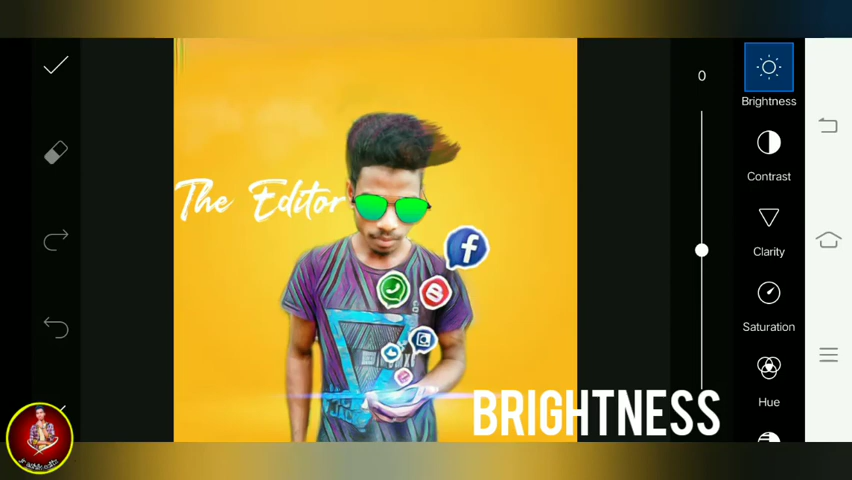 0
Brightness
Contrast
Clarity
Saturation
Hue
The Editor
BRIGHTNESS